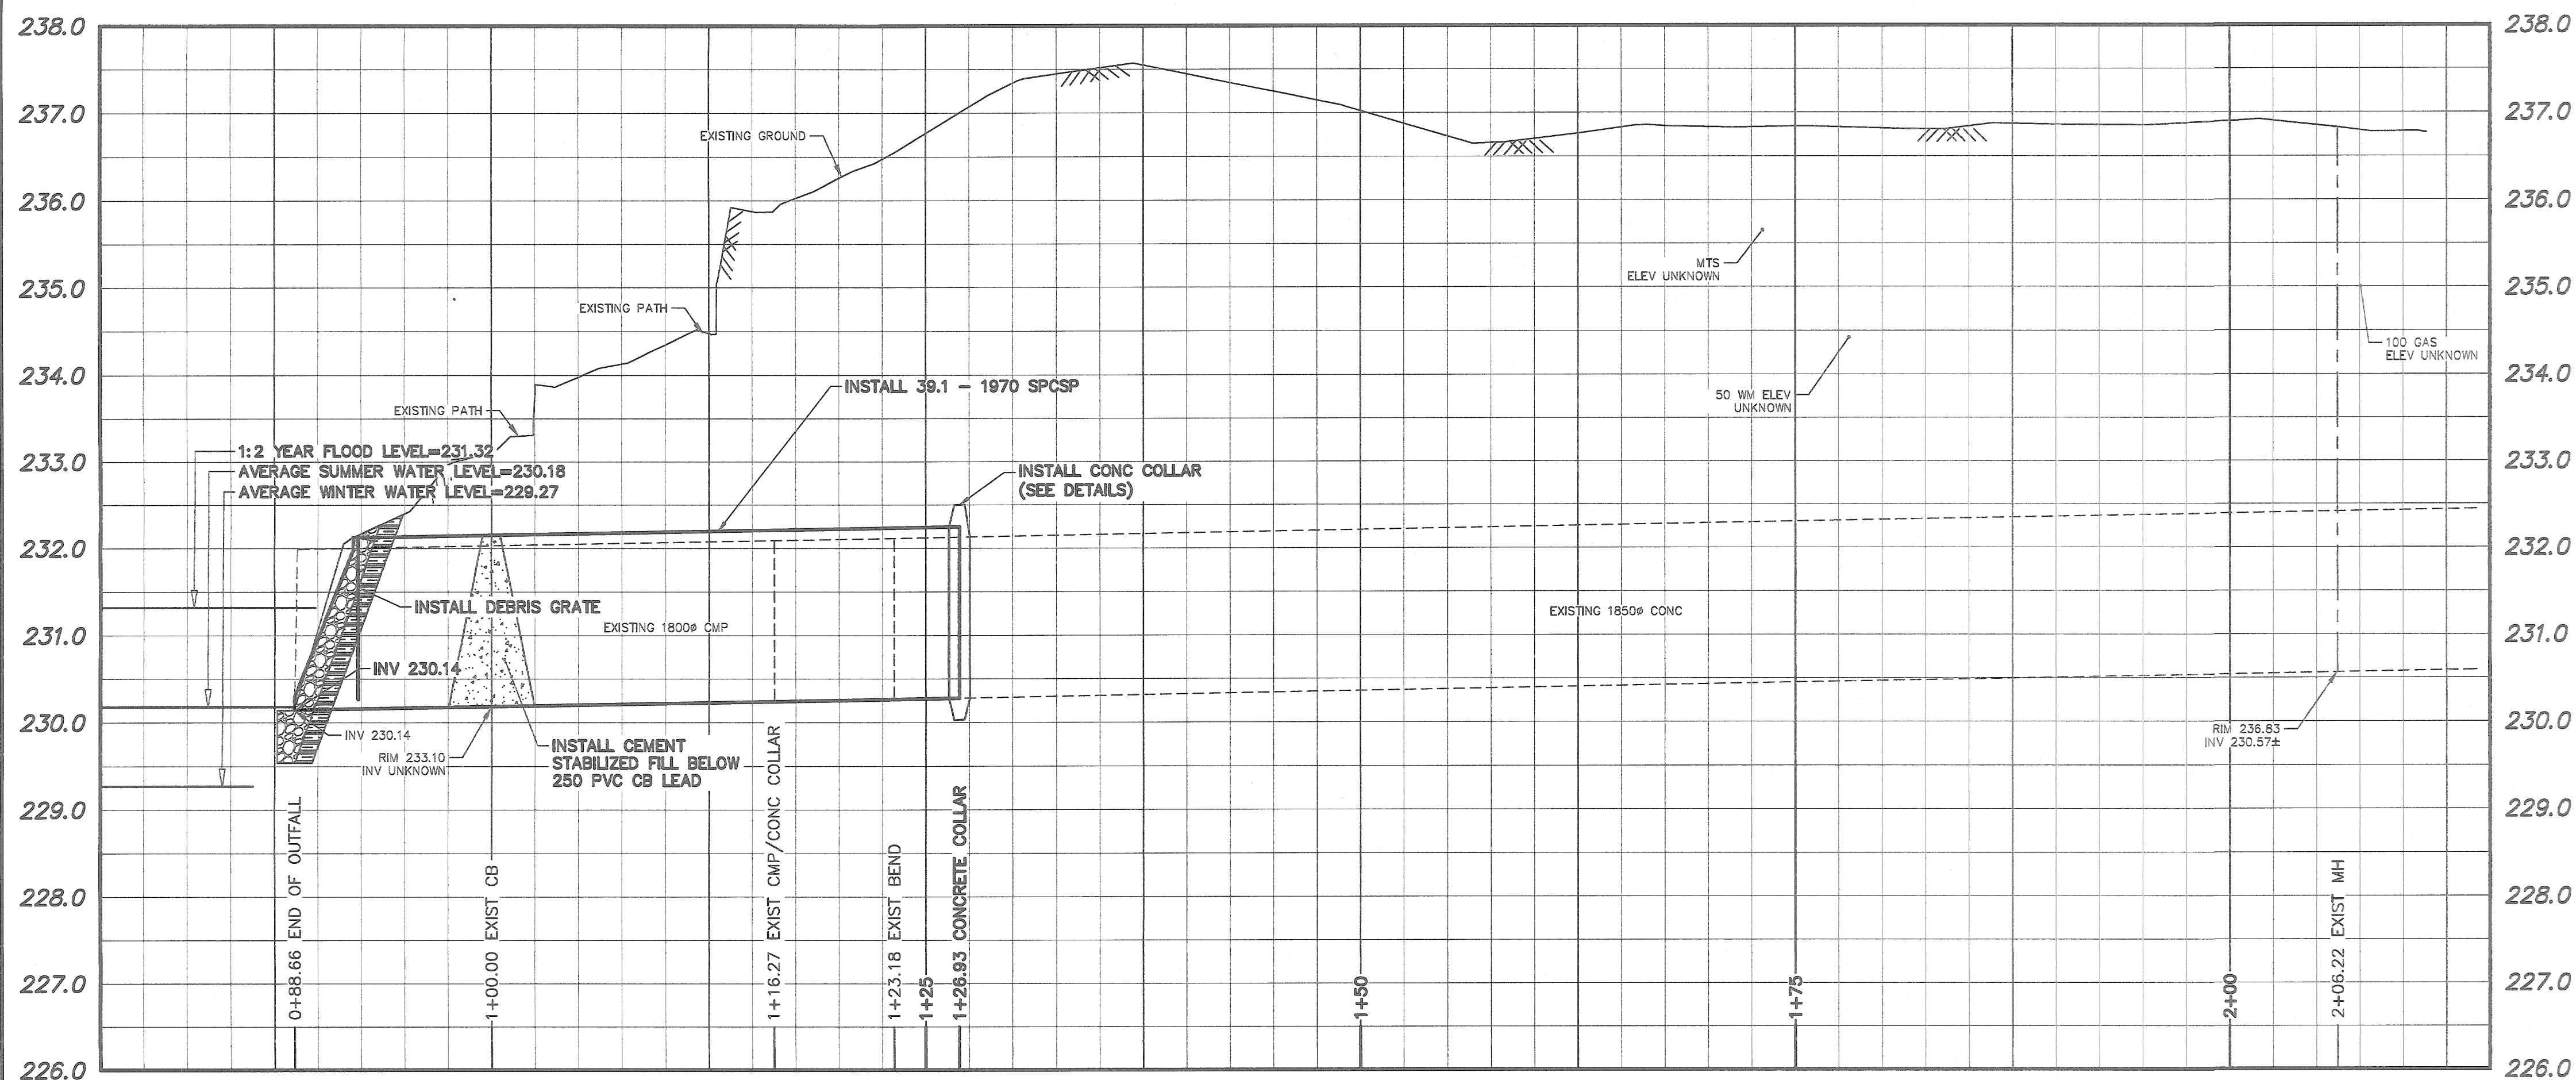 238.0
238.0
237.0
237.0
EXISTING GROUND
236.0
236.0
MTS
ELEV UNKNOWN
235.0
235.0
EXISTING PATH
100 GAS
ELEV UNKNOWN
234.0
234.0
INSTALL 39.1 - 1970 SPCSP
50 WM ELEV
UNKNOWN
EXISTING PATH
1:2 YEAR FLOOD LEVEL=231.32
233.0
233.0
AVERAGE SUMMER WATER LEVEL=230.18
AVERAGE WINTER WATER LEVEL=229.27
INSTALL CONC COLLAR
(SEE DETAILS)
232.0
232.0
INSTALL DEBRIS GRATE
EXISTING 1850ø CONC
EXISTING 1800ø CMP
231.0
231.0
INV 230.14
230.0
230.0
INV 230.14
RIM 233.10
INV UNKNOWN
INSTALL CEMENT
STABILIZED FILL BELOW
250 PVC CB LEAD
RIM 236.83
INV 230.57±
229.0
229.0
228.0
228.0
227.0
227.0
226.0
226.0
0+88.66 END OF OUTFALL
1+00.00 EXIST CB
1+16.27 EXIST CMP/CONC COLLAR
1+23.18 EXIST BEND
1+25
1+26.93 CONCRETE COLLAR
1+50
1+75
2+00
2+06.22 EXIST MH